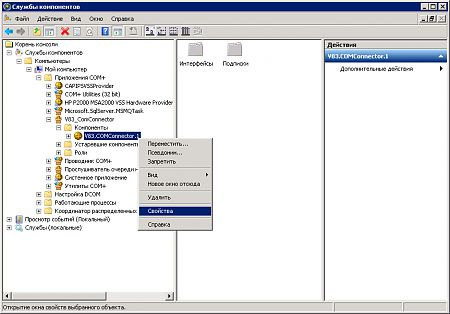 Службы компонентов
Файл Действие Вид Окно Справка
Корень консоли
Службы компонентов
Компьютеры
Мой компьютер
Приложения COM+
CAPIPSVSSProvider
COM+ Utilities (32 bit)
HP P2000 MSA2000 VSS Hardware Provider
Microsoft.SqlServer.MSMQTask
V83_ComConnector
Компоненты
V83.COMConnector.1
Устаревшие компоненты
Роли
Проводник COM+
Прослушиватель очереди
Системное приложение
Утилиты COM+
Настройка DCOM
Работающие процессы
Координатор распределенных
Просмотр событий (Локальный)
Службы (локальные)
Переместить...
Псевдоним...
Запретить
Вид
Новое окно отсюда
Удалить
Свойства
Справка
Интерфейсы Подписки
Действия
V83.COMConnector.1
Дополнительные действия
Открытие окна свойств выбранного объекта.